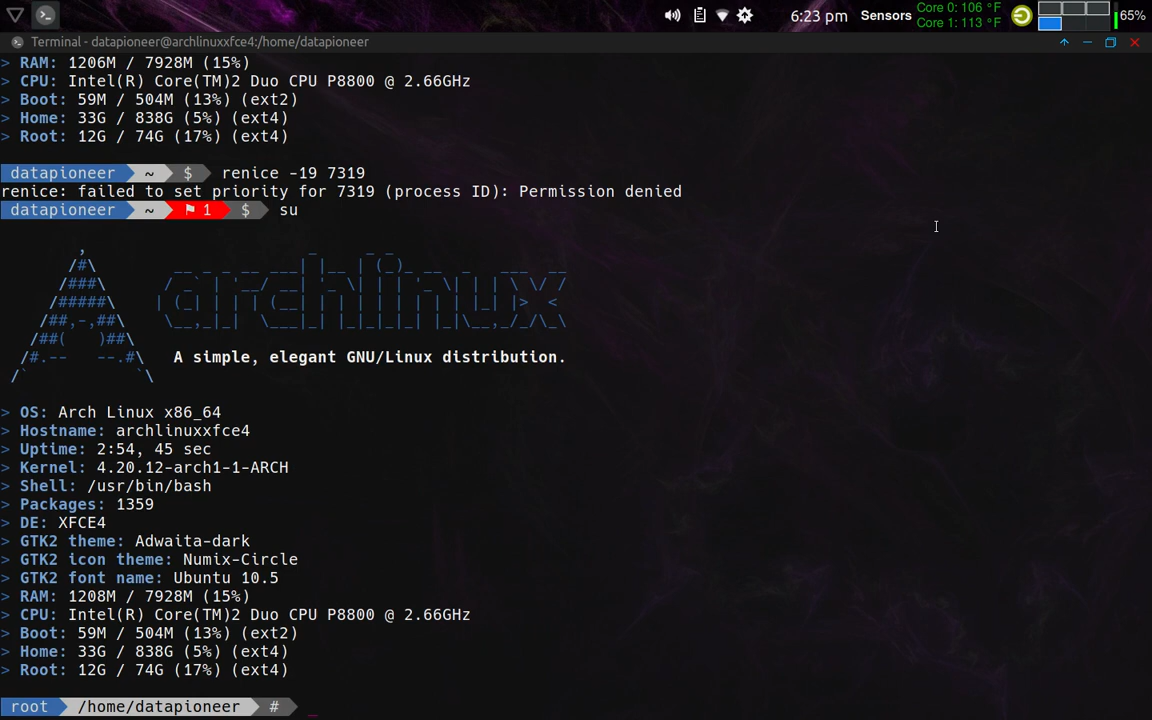 6:23 pm Sensors Core 0: 106 °F
Core 1: 113 °F 65%
Terminal - datapioneer@archlinuxxfce4:/home/datapioneer
> RAM: 1206M / 7928M (15%)
> CPU: Intel(R) Core(TM)2 Duo CPU P8800 @ 2.66GHz
> Boot: 59M / 504M (13%) (ext2)
> Home: 33G / 838G (5%) (ext4)
> Root: 12G / 74G (17%) (ext4)
datapioneer ~ $ renice -19 7319
renice: failed to set priority for 7319 (process ID): Permission denied
datapioneer ~ ⚑ 1 $ su
archlinux
A simple, elegant GNU/Linux distribution.
> OS: Arch Linux x86_64
> Hostname: archlinuxxfce4
> Uptime: 2:54, 45 sec
> Kernel: 4.20.12-arch1-1-ARCH
> Shell: /usr/bin/bash
> Packages: 1359
> DE: XFCE4
> GTK2 theme: Adwaita-dark
> GTK2 icon theme: Numix-Circle
> GTK2 font name: Ubuntu 10.5
> RAM: 1208M / 7928M (15%)
> CPU: Intel(R) Core(TM)2 Duo CPU P8800 @ 2.66GHz
> Boot: 59M / 504M (13%) (ext2)
> Home: 33G / 838G (5%) (ext4)
> Root: 12G / 74G (17%) (ext4)
root /home/datapioneer # _